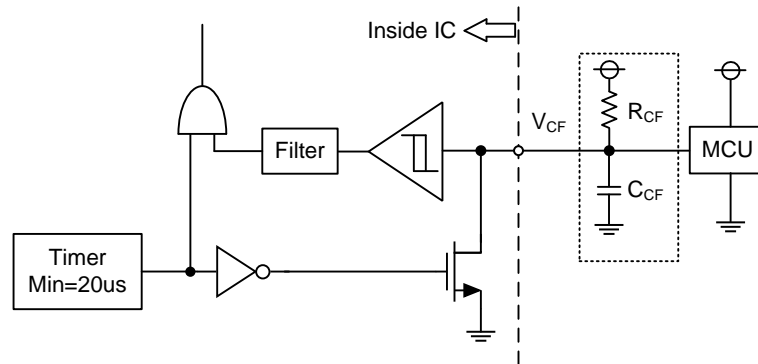 Inside IC
V_CF
R_CF
MCU
Filter
C_CF
Timer
Min=20us